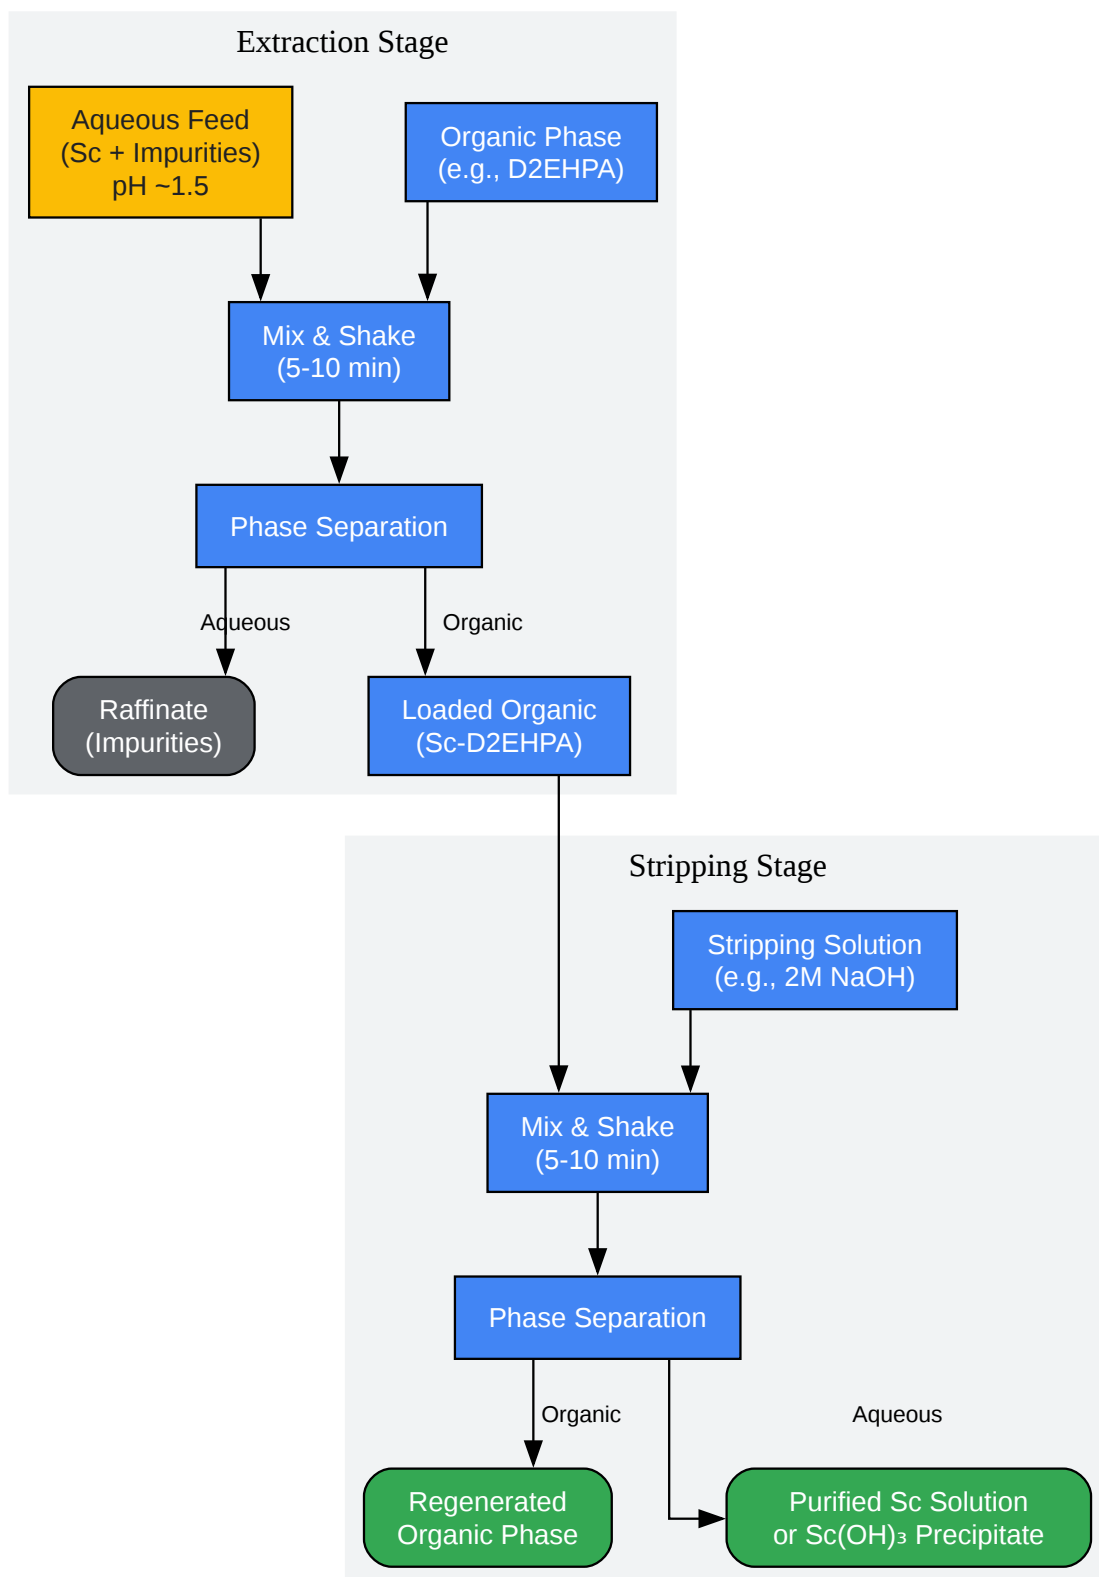 Extraction Stage
Aqueous Feed
(Sc + Impurities)
pH ~1.5
Organic Phase
(e.g., D2EHPA)
Mix & Shake
(5-10 min)
Phase Separation
Aqueous
Organic
Raffinate
(Impurities)
Loaded Organic
(Sc-D2EHPA)
Stripping Stage
Stripping Solution
(e.g., 2M NaOH)
Mix & Shake
(5-10 min)
Phase Separation
Organic
Aqueous
Regenerated
Organic Phase
Purified Sc Solution
or Sc(OH)₃ Precipitate